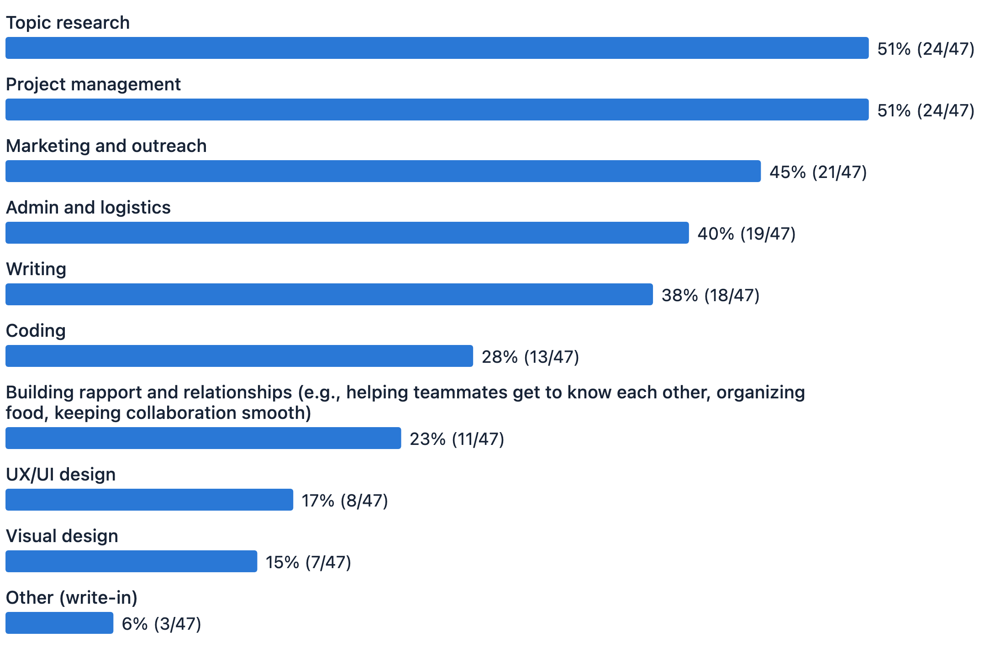 Topic research
51% (24/47)
Project management
51% (24/47)
Marketing and outreach
45% (21/47)
Admin and logistics
40% (19/47)
Writing
38% (18/47)
Coding
28% (13/47)
Building rapport and relationships (e.g., helping teammates get to know each other, organizing
food, keeping collaboration smooth)
23% (11/47)
UX/UI design
17% (8/47)
Visual design
15% (7/47)
Other (write-in)
6% (3/47)